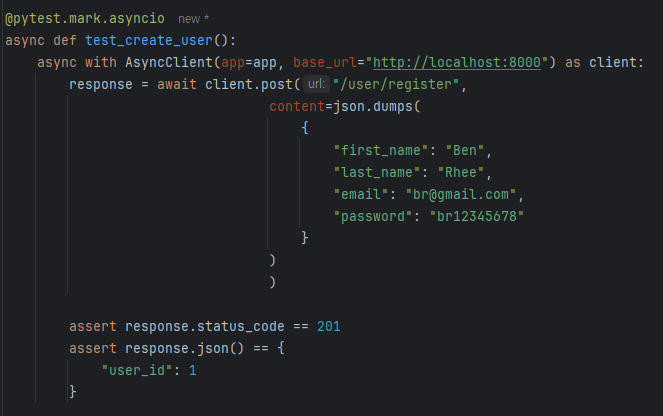 @pytest.mark.asyncio new *
async def test_create_user():
    async with AsyncClient(app=app, base_url="http://localhost:8000") as client:
        response = await client.post( url: "/user/register",
                                 content=json.dumps(
                                     {
                                         "first_name": "Ben",
                                         "last_name": "Rhee",
                                         "email": "br@gmail.com",
                                         "password": "br12345678"
                                     }
                                 )
                                 )
        assert response.status_code == 201
        assert response.json() == {
            "user_id": 1
        }